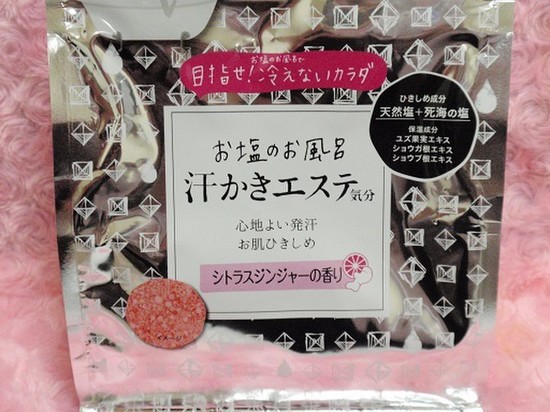 お塩のお風呂で
目指せ!冷えないカラダ
ひきしめ成分
天然塩+死海の塩
保湿成分
ユズ果実エキス
ショウガ根エキス
ショウブ根エキス
お塩のお風呂
汗かきエステ気分
心地よい発汗
お肌ひきしめ
シトラスジンジャーの香り
イメージ